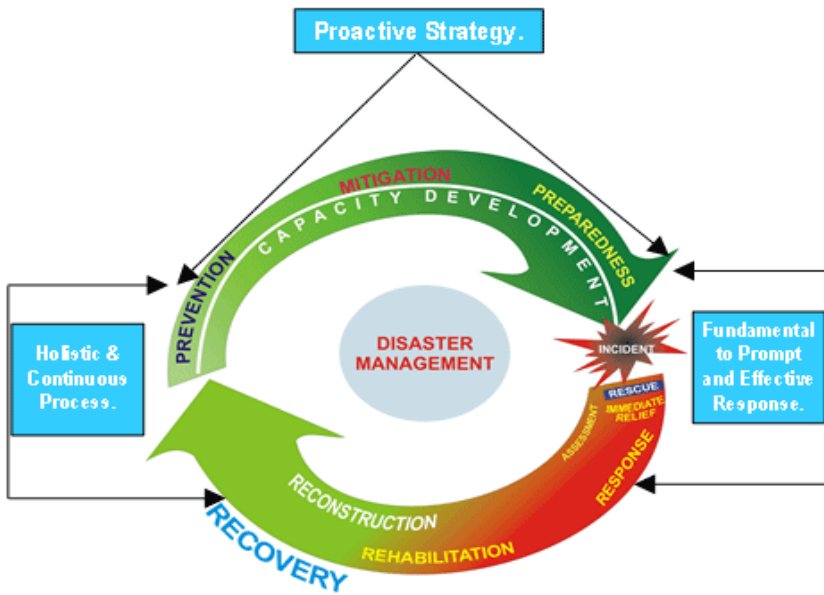 Proactive Strategy.
MITIGATION
CAPACITY DEVELOPMENT
PREPAREDNESS
PREVENTION
Holistic &
Continuous
Process.
DISASTER
MANAGEMENT
INCIDENT
Fundamental
to Prompt
and Effective
Response.
RESCUE
IMMEDIATE
RELIEF
ASSESSMENT
RESPONSE
RECONSTRUCTION
REHABILITATION
RECOVERY